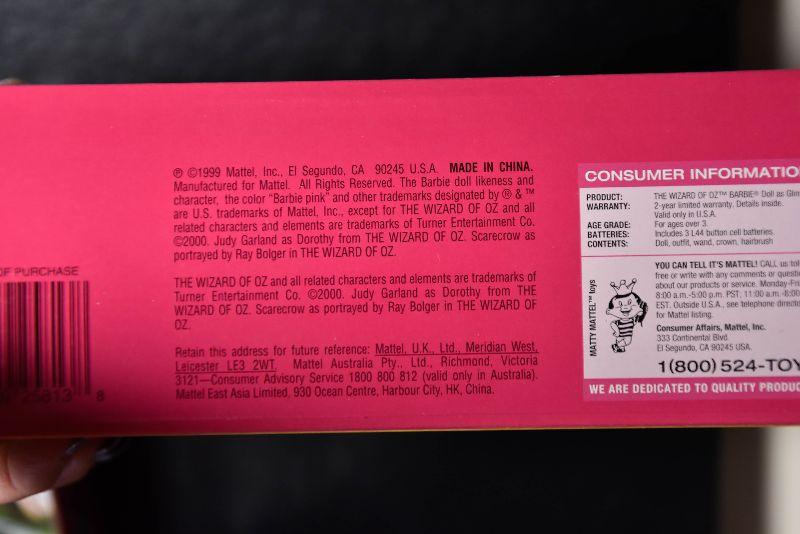 OF PURCHASE
25813 8
℗ ©1999 Mattel, Inc., El Segundo, CA 90245 U.S.A. MADE IN CHINA.
Manufactured for Mattel. All Rights Reserved. The Barbie doll likeness and
character, the color "Barbie pink" and other trademarks designated by ® & ™
are U.S. trademarks of Mattel, Inc., except for THE WIZARD OF OZ and all
related characters and elements are trademarks of Turner Entertainment Co.
©2000. Judy Garland as Dorothy from THE WIZARD OF OZ. Scarecrow as
portrayed by Ray Bolger in THE WIZARD OF OZ.
THE WIZARD OF OZ and all related characters and elements are trademarks of
Turner Entertainment Co. ©2000. Judy Garland as Dorothy from THE
WIZARD OF OZ. Scarecrow as portrayed by Ray Bolger in THE WIZARD OF
OZ.
Retain this address for future reference: Mattel, U.K., Ltd., Meridian West,
Leicester LE3 2WT. Mattel Australia Pty., Ltd., Richmond, Victoria
3121—Consumer Advisory Service 1800 800 812 (valid only in Australia).
Mattel East Asia Limited, 930 Ocean Centre, Harbour City, HK, China.
CONSUMER INFORMATIO
PRODUCT: THE WIZARD OF OZ™ BARBIE® Doll as Glin
WARRANTY: 2-year limited warranty. Details inside.
Valid only in U.S.A.
AGE GRADE: For ages over 3.
BATTERIES: Includes 3 L44 button cell batteries.
CONTENTS: Doll, outfit, wand, crown, hairbrush
MATTY MATTEL™ toys
YOU CAN TELL IT'S MATTEL! CALL us toll
free or write with any comments or questio
about our products or service. Monday-Fri
8:00 a.m.-5:00 p.m. PST; 11:00 a.m.-8:00
EST. Outside U.S.A., see telephone directo
for Mattel listing.
Consumer Affairs, Mattel, Inc.
333 Continental Blvd.
El Segundo, CA 90245 USA.
1(800) 524-TOY
WE ARE DEDICATED TO QUALITY PRODUC